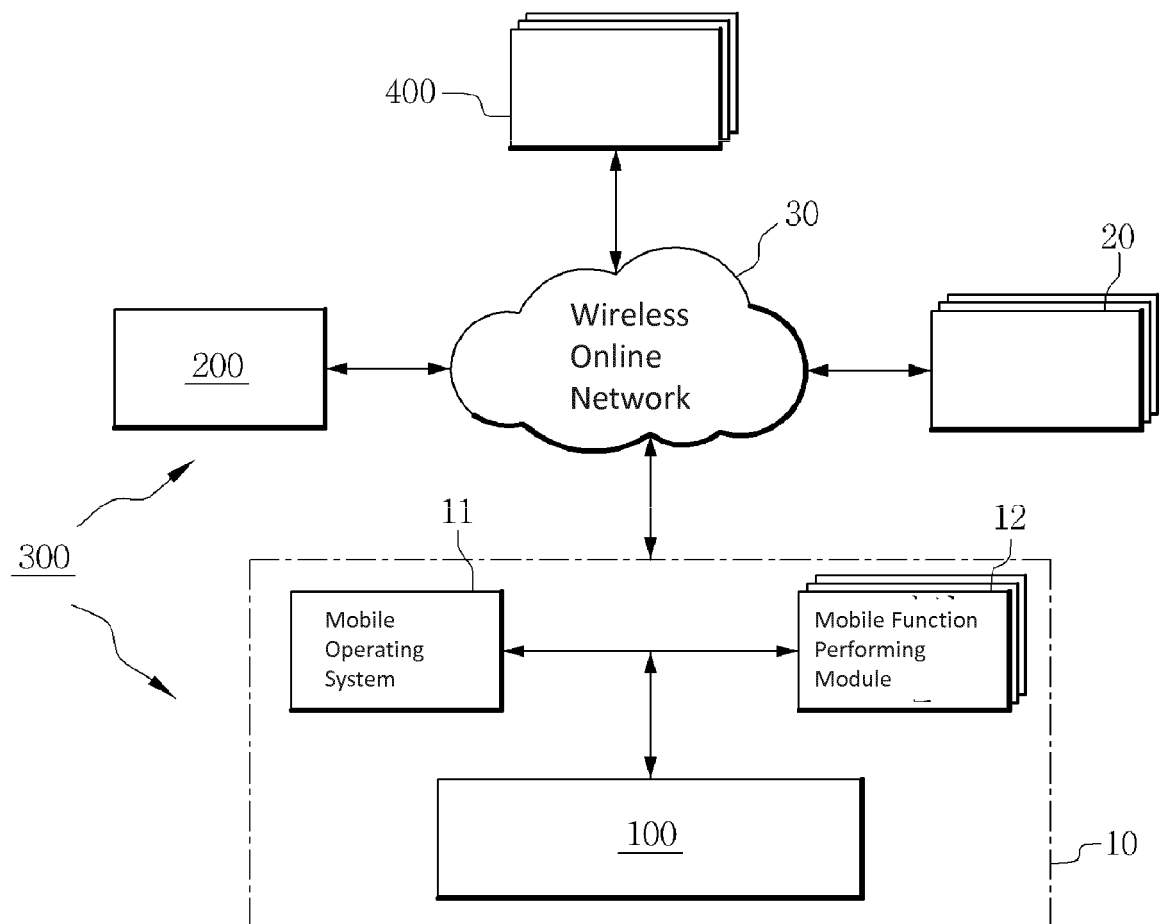 400
30
20
Wireless
Online
Network
200
300
11
12
Mobile
Operating
System
Mobile Function
Performing
Module
100
10